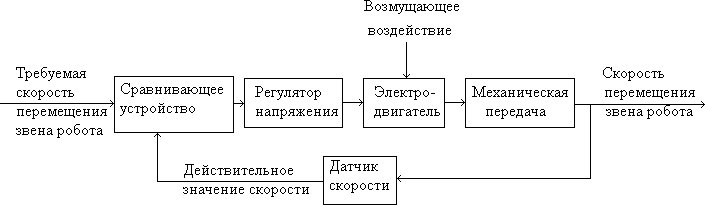 Возмущающее
воздействие
Требуемая
скорость
перемещения
звена робота
Сравнивающее
устройство
Регулятор
напряжения
Электро-
двигатель
Механическая
передача
Скорость
перемещения
звена робота
Действительное
значение скорости
Датчик
скорости